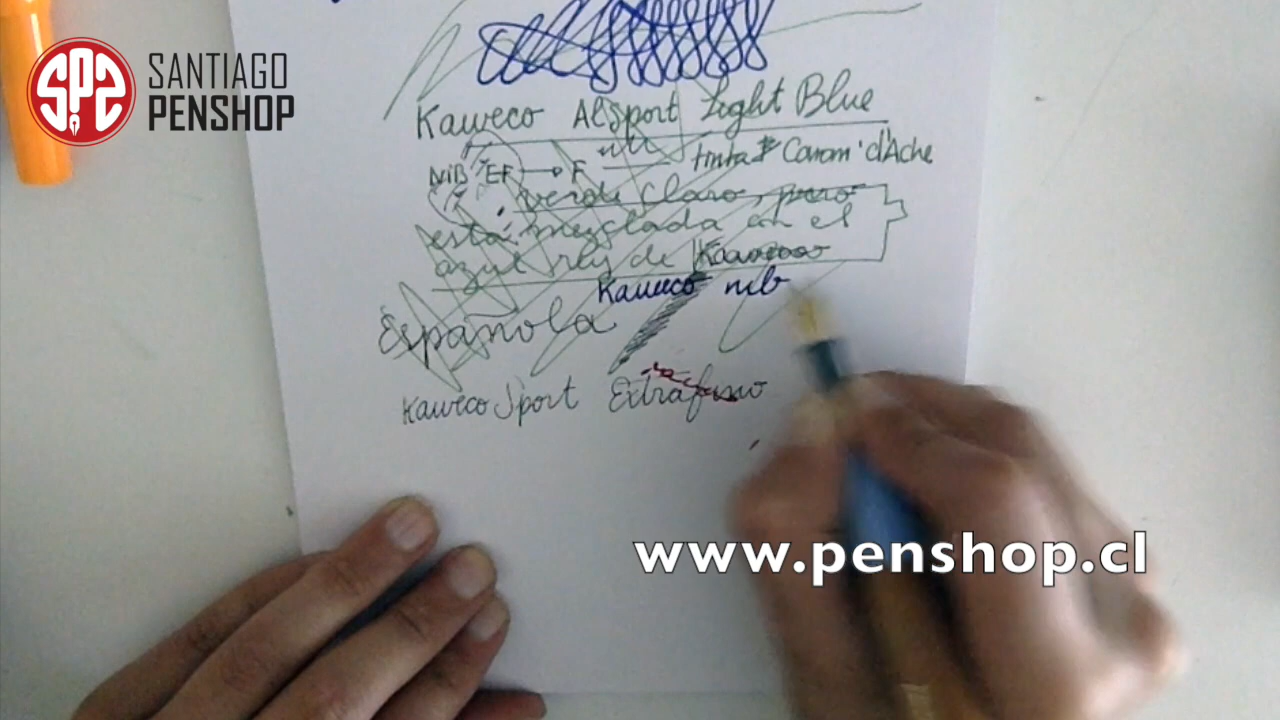 SPS
SANTIAGO
PENSHOP
Kaweco AlSport Light Blue
NiB EF → F
tinta Caran d'Ache
verde Claro, pero
está mezclada con el
azul rey de Kaweco
Kaweco nib
Española
Kaweco Sport Extrafino
www.penshop.cl